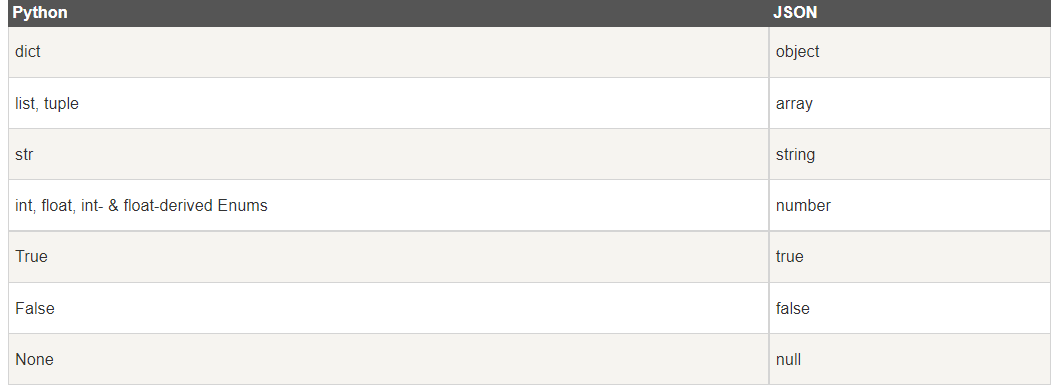 Python JSON
dict object
list, tuple array
str string
int, float, int- & float-derived Enums number
True true
False false
None null